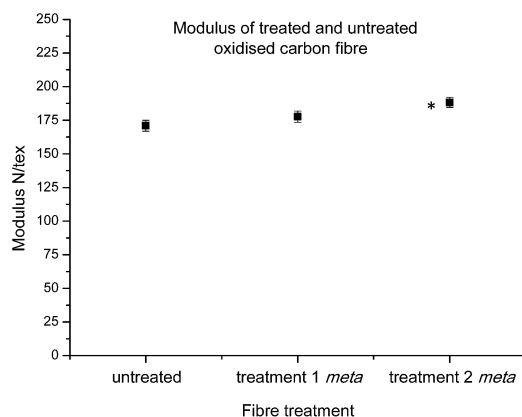 Modulus of treated and untreated
oxidised carbon fibre
250
225
200
175
150
125
100
75
50
25
0
*
Modulus N/tex
untreated
treatment 1 meta
treatment 2 meta
Fibre treatment